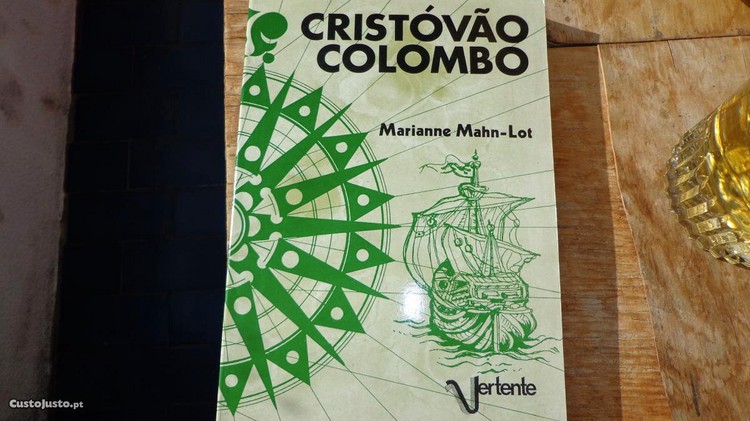 CRISTÓVÃO
COLOMBO
Marianne Mahn-Lot
Vertente
CustoJusto.pt